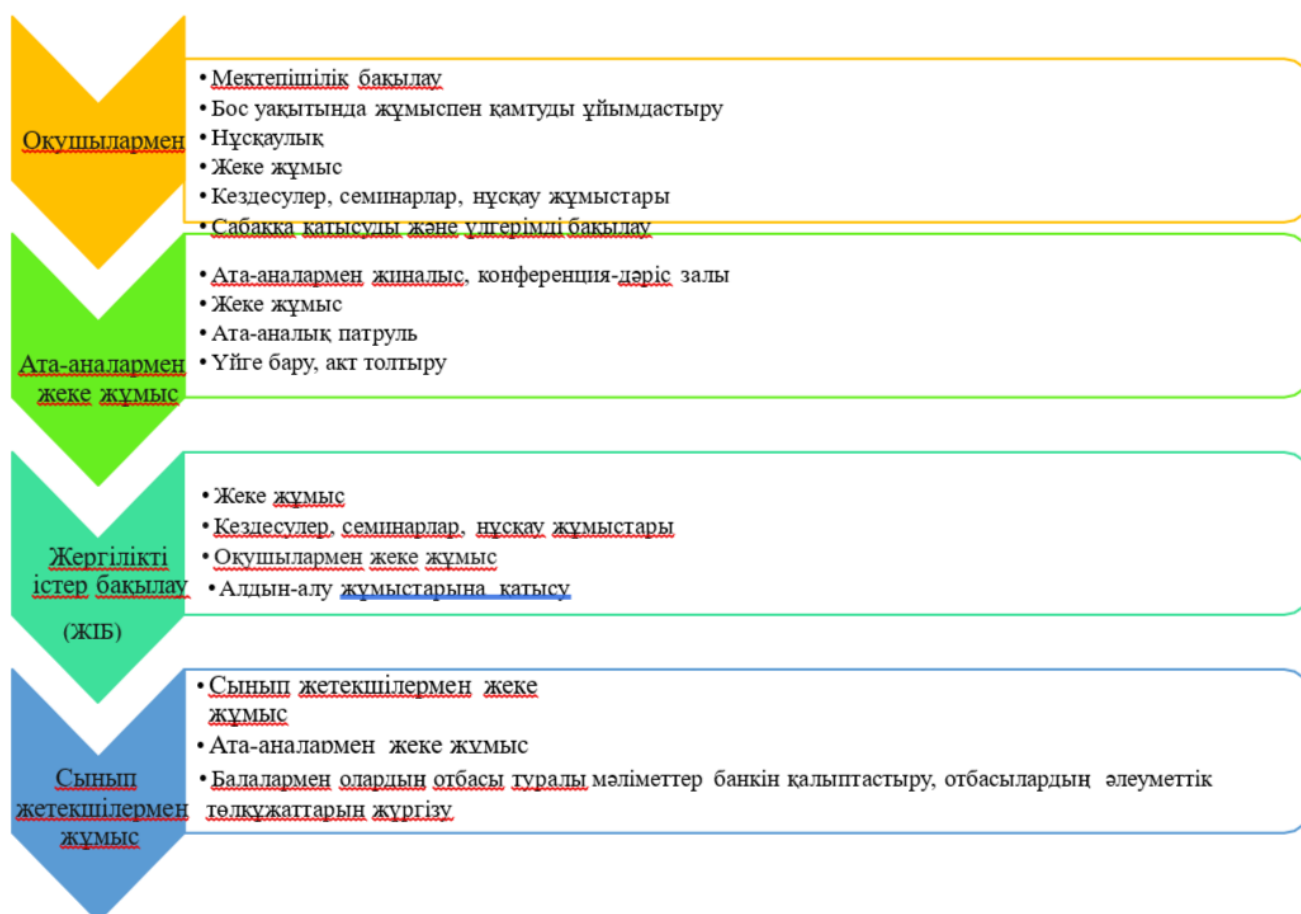 Оқушылармен
• Мектепішілік бақылау
• Бос уақытында жұмыспен қамтуды ұйымдастыру
• Нұсқаулық
• Жеке жұмыс
• Кездесулер, семинарлар, нұсқау жұмыстары
• Сабаққа қатысуды және үлгерімді бақылау
Ата-аналармен
жеке жұмыс
• Ата-аналармен жиналыс, конференция-дәріс залы
• Жеке жұмыс
• Ата-аналық патруль
• Үйге бару, акт толтыру
Жергілікті
істер бақылау
(ЖІБ)
• Жеке жұмыс
• Кездесулер, семинарлар, нұсқау жұмыстары
• Оқушылармен жеке жұмыс
• Алдын-алу жұмыстарына қатысу
Сынып
жетекшілермен
жұмыс
• Сынып жетекшілермен жеке
жұмыс
• Ата-аналармен жеке жұмыс
• Балалармен олардың отбасы туралы мәліметтер банкін қалыптастыру, отбасылардың әлеуметтік
төлқұжаттарын жүргізу